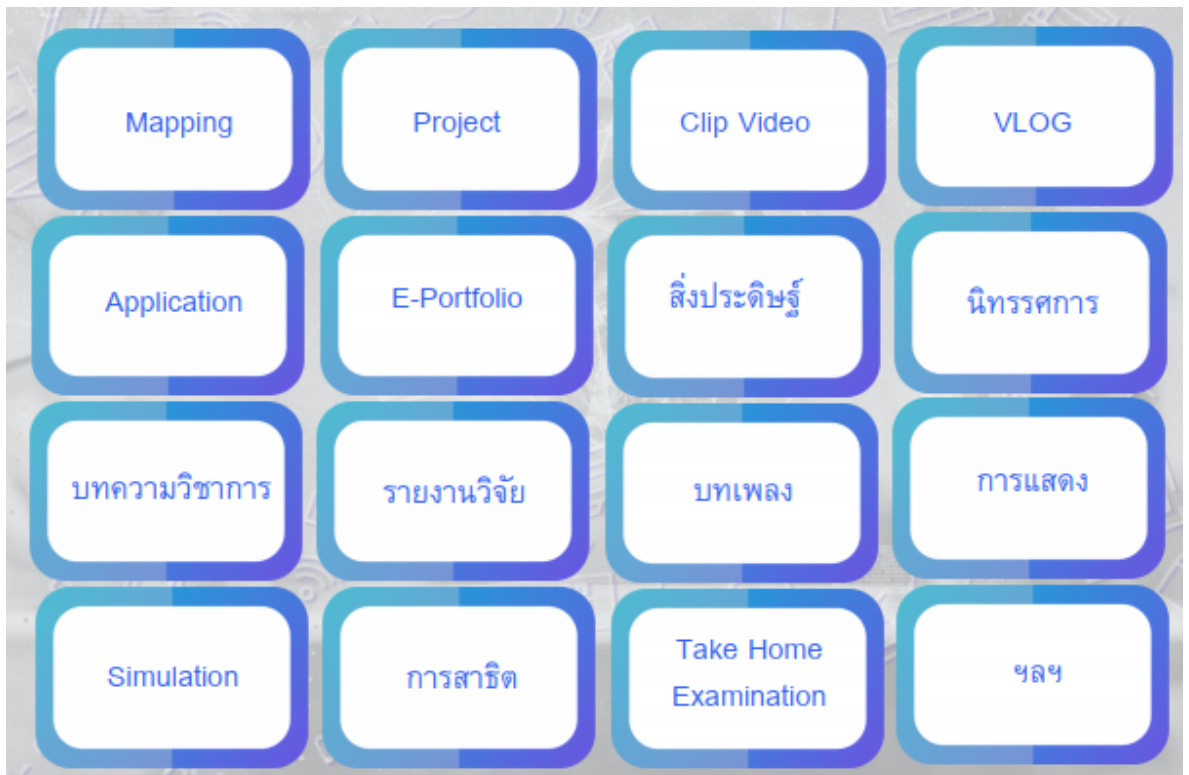 Mapping
Project
Clip Video
VLOG
Application
E-Portfolio
สิ่งประดิษฐ์
นิทรรศการ
บทความวิชาการ
รายงานวิจัย
บทเพลง
การแสดง
Simulation
การสาธิต
Take Home
Examination
ฯลฯ